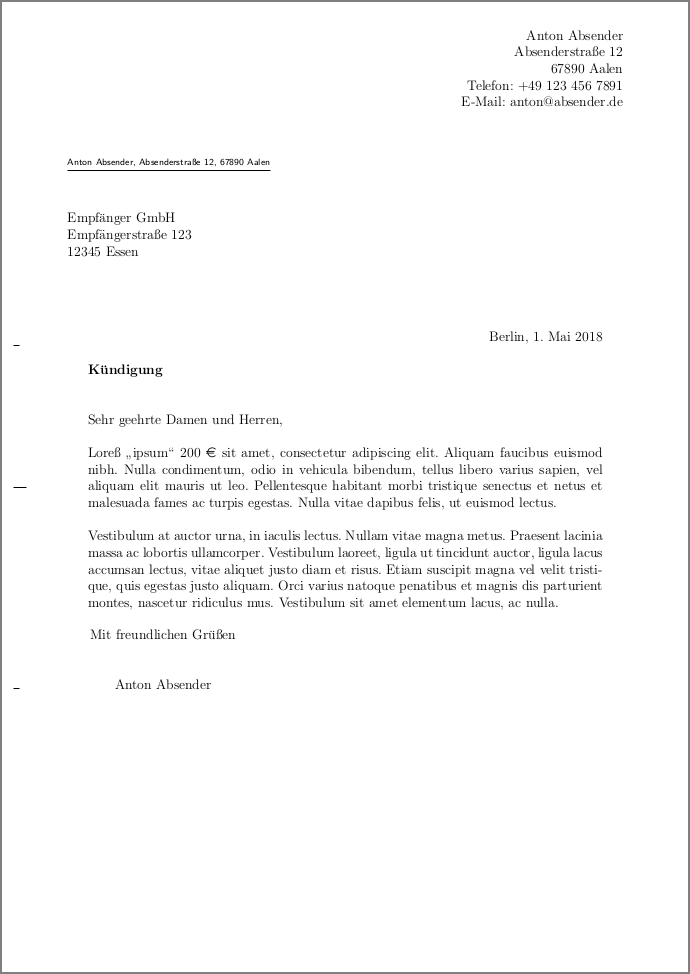 Anton Absender
Absenderstraße 12
67890 Aalen
Telefon: +49 123 456 7891
E-Mail: anton@absender.de
Anton Absender, Absenderstraße 12, 67890 Aalen
Empfänger GmbH
Empfängerstraße 123
12345 Essen
Berlin, 1. Mai 2018
Kündigung
Sehr geehrte Damen und Herren,
Loreß „ipsum“ 200 € sit amet, consectetur adipiscing elit. Aliquam faucibus euismod
nibh. Nulla condimentum, odio in vehicula bibendum, tellus libero varius sapien, vel
aliquam elit mauris ut leo. Pellentesque habitant morbi tristique senectus et netus et
malesuada fames ac turpis egestas. Nulla vitae dapibus felis, ut euismod lectus.
Vestibulum at auctor urna, in iaculis lectus. Nullam vitae magna metus. Praesent lacinia
massa ac lobortis ullamcorper. Vestibulum laoreet, ligula ut tincidunt auctor, ligula lacus
accumsan lectus, vitae aliquet justo diam et risus. Etiam suscipit magna vel velit tristi-
que, quis egestas justo aliquam. Orci varius natoque penatibus et magnis dis parturient
montes, nascetur ridiculus mus. Vestibulum sit amet elementum lacus, ac nulla.
Mit freundlichen Grüßen
Anton Absender